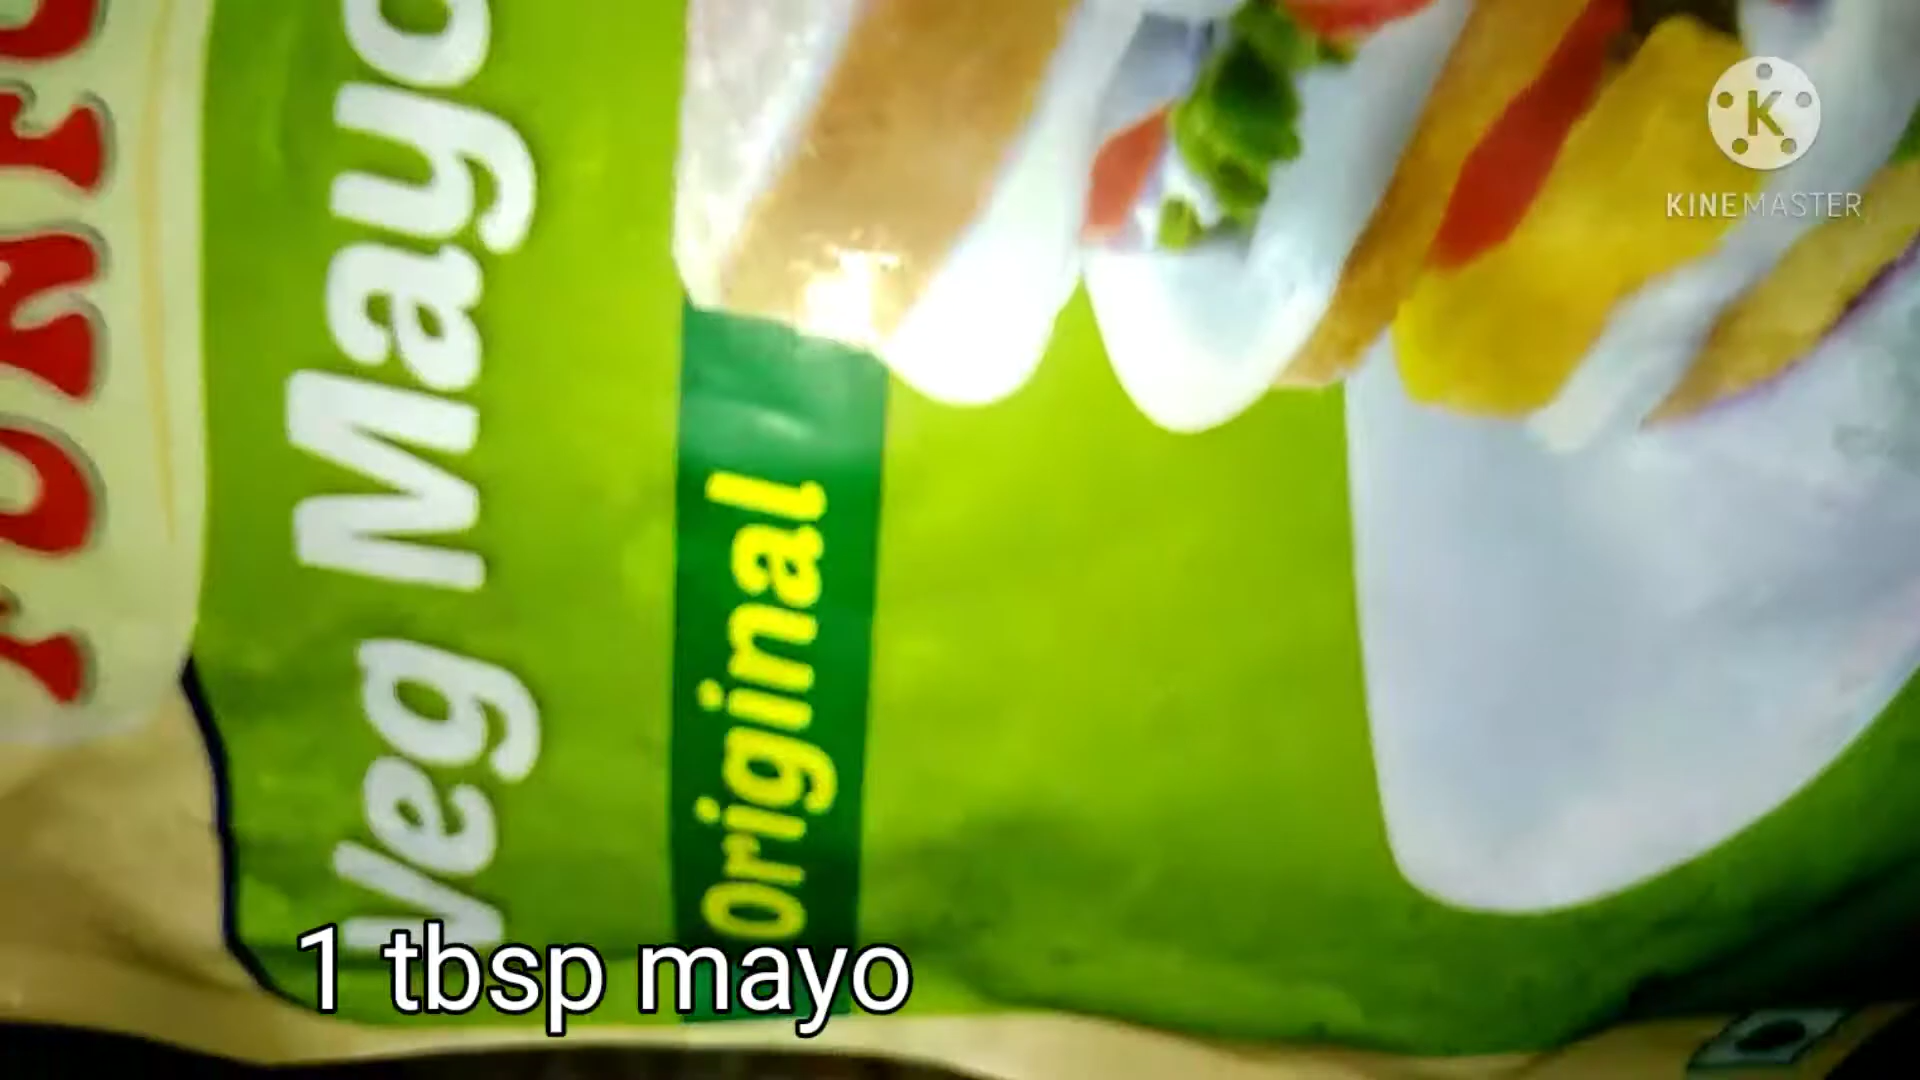 Veg Mayo
Original
K
KINEMASTER
1 tbsp mayo